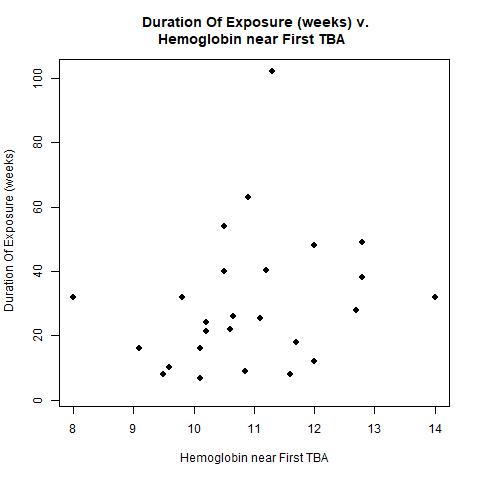 Duration Of Exposure (weeks) v.
Hemoglobin near First TBA
Duration Of Exposure (weeks)
100
80
60
40
20
0
8 9 10 11 12 13 14
Hemoglobin near First TBA